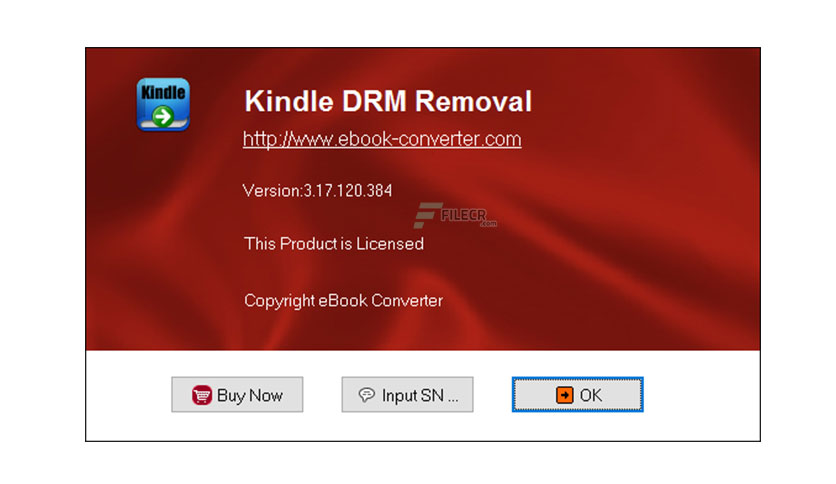 Kindle
Kindle DRM Removal
http://www.ebook-converter.com
Version:3.17.120.384
FILECR
.com
This Product is Licensed
Copyright eBook Converter
Buy Now
Input SN ...
OK